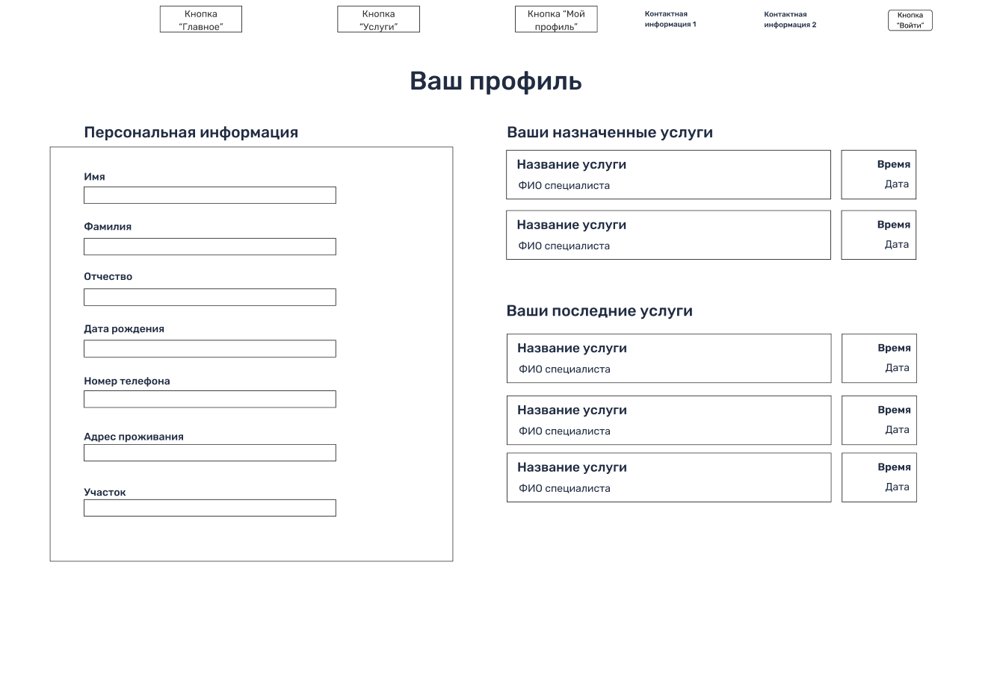 Кнопка
“Главное”
Кнопка
“Услуги”
Кнопка “Мой
профиль”
Контактная
информация 1
Контактная
информация 2
Кнопка
“Войти”
Ваш профиль
Персональная информация
Имя
Фамилия
Отчество
Дата рождения
Номер телефона
Адрес проживания
Участок
Ваши назначенные услуги
Название услуги
ФИО специалиста
Время
Дата
Название услуги
ФИО специалиста
Время
Дата
Ваши последние услуги
Название услуги
ФИО специалиста
Время
Дата
Название услуги
ФИО специалиста
Время
Дата
Название услуги
ФИО специалиста
Время
Дата